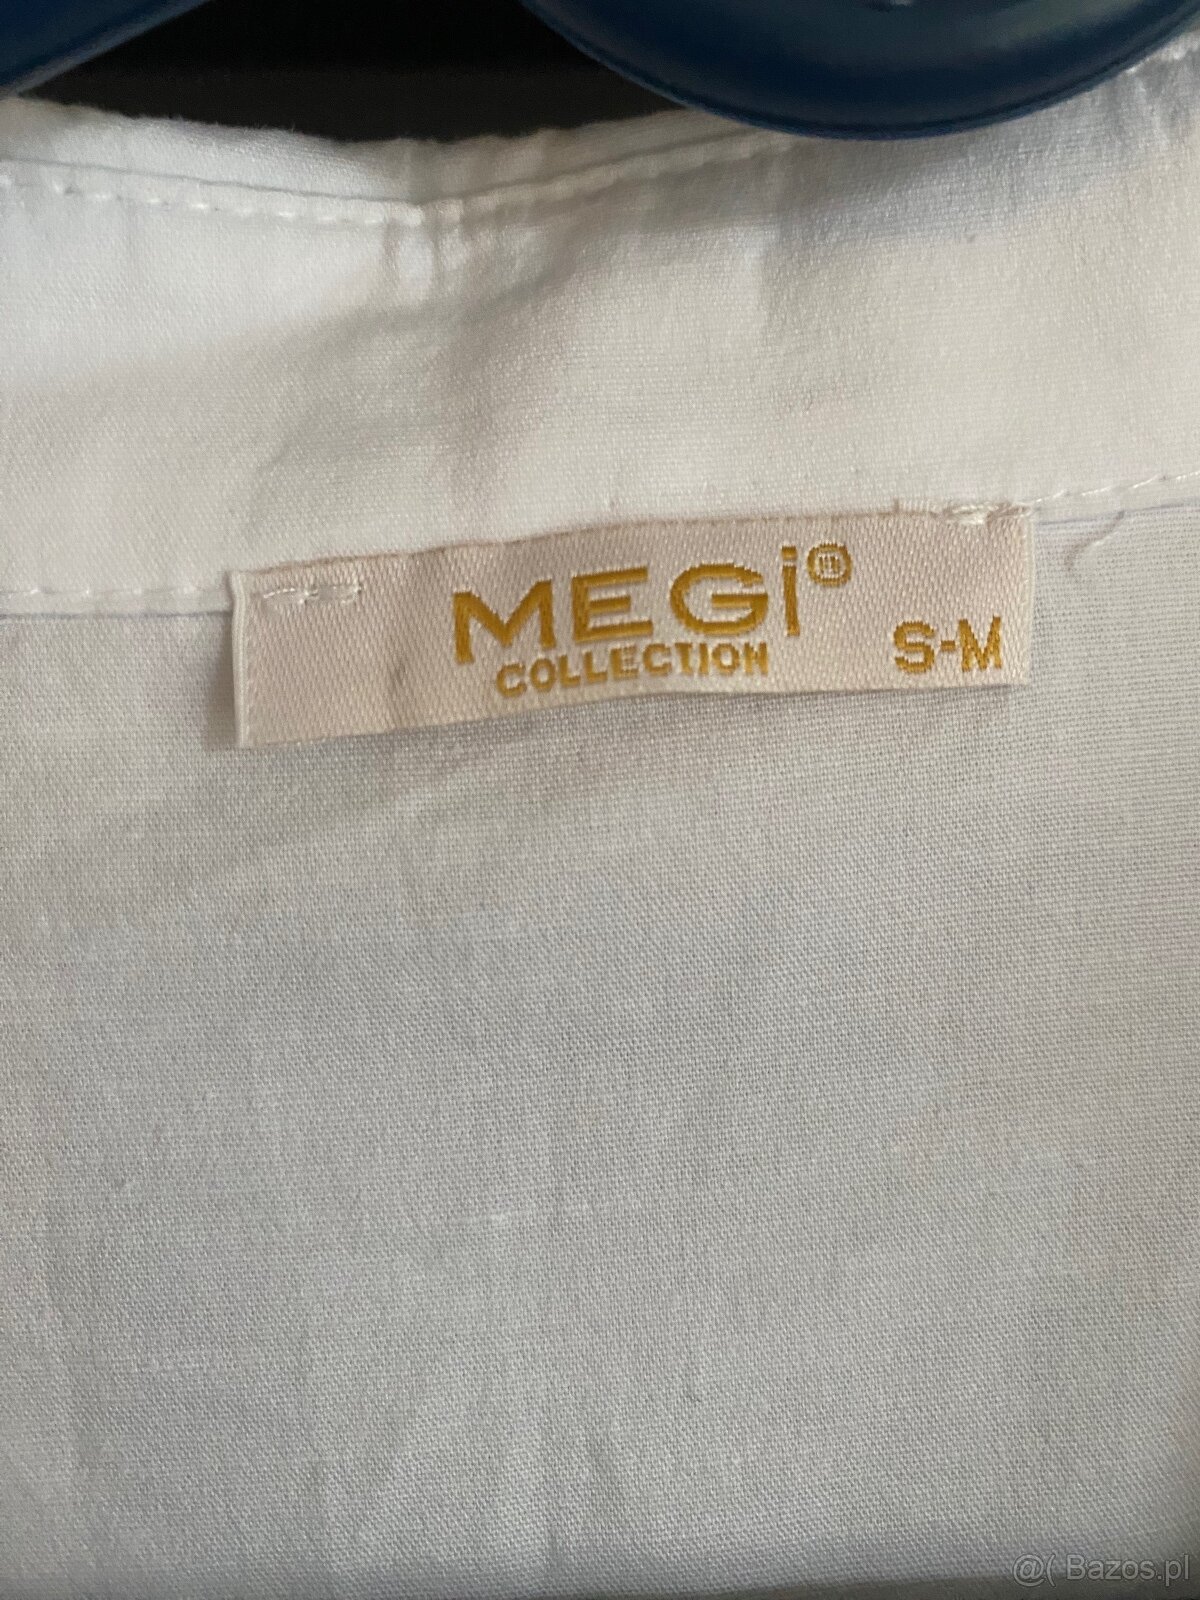 MEGi®
COLLECTION
S-M
@( Bazos.pl